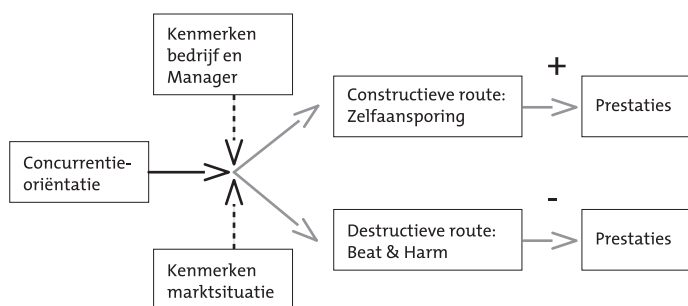 Kenmerken
bedrijf en
Manager
+
Constructieve route:
Zelfaansporing
Prestaties
Concurrentie-
oriëntatie
-
Destructieve route:
Beat & Harm
Prestaties
Kenmerken
marktsituatie